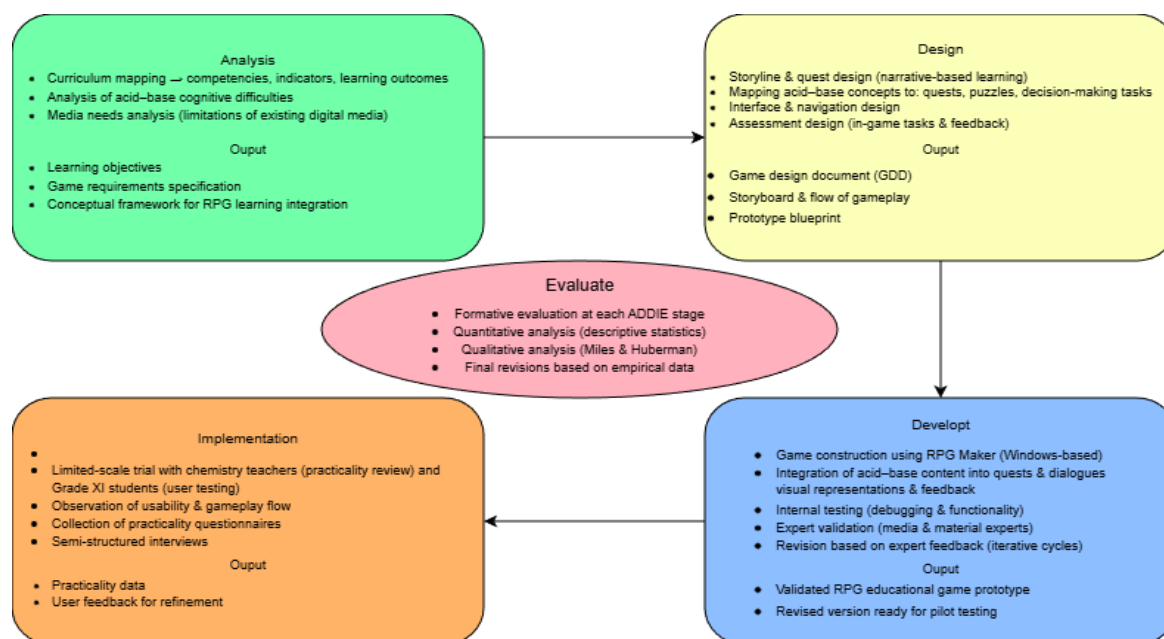 Analysis
• Curriculum mapping → competencies, indicators, learning outcomes
• Analysis of acid–base cognitive difficulties
• Media needs analysis (limitations of existing digital media)
Ouput
• Learning objectives
• Game requirements specification
• Conceptual framework for RPG learning integration
Design
• Storyline & quest design (narrative-based learning)
• Mapping acid–base concepts to: quests, puzzles, decision-making tasks
• Interface & navigation design
• Assessment design (in-game tasks & feedback)
Ouput
• Game design document (GDD)
• Storyboard & flow of gameplay
• Prototype blueprint
Evaluate
• Formative evaluation at each ADDIE stage
• Quantitative analysis (descriptive statistics)
• Qualitative analysis (Miles & Huberman)
• Final revisions based on empirical data
Implementation
•
• Limited-scale trial with chemistry teachers (practicality review) and
Grade XI students (user testing)
• Observation of usability & gameplay flow
• Collection of practicality questionnaires
• Semi-structured interviews
Ouput
• Practicality data
• User feedback for refinement
Developt
• Game construction using RPG Maker (Windows-based)
• Integration of acid–base content into quests & dialogues
visual representations & feedback
• Internal testing (debugging & functionality)
• Expert validation (media & material experts)
• Revision based on expert feedback (iterative cycles)
Ouput
• Validated RPG educational game prototype
• Revised version ready for pilot testing